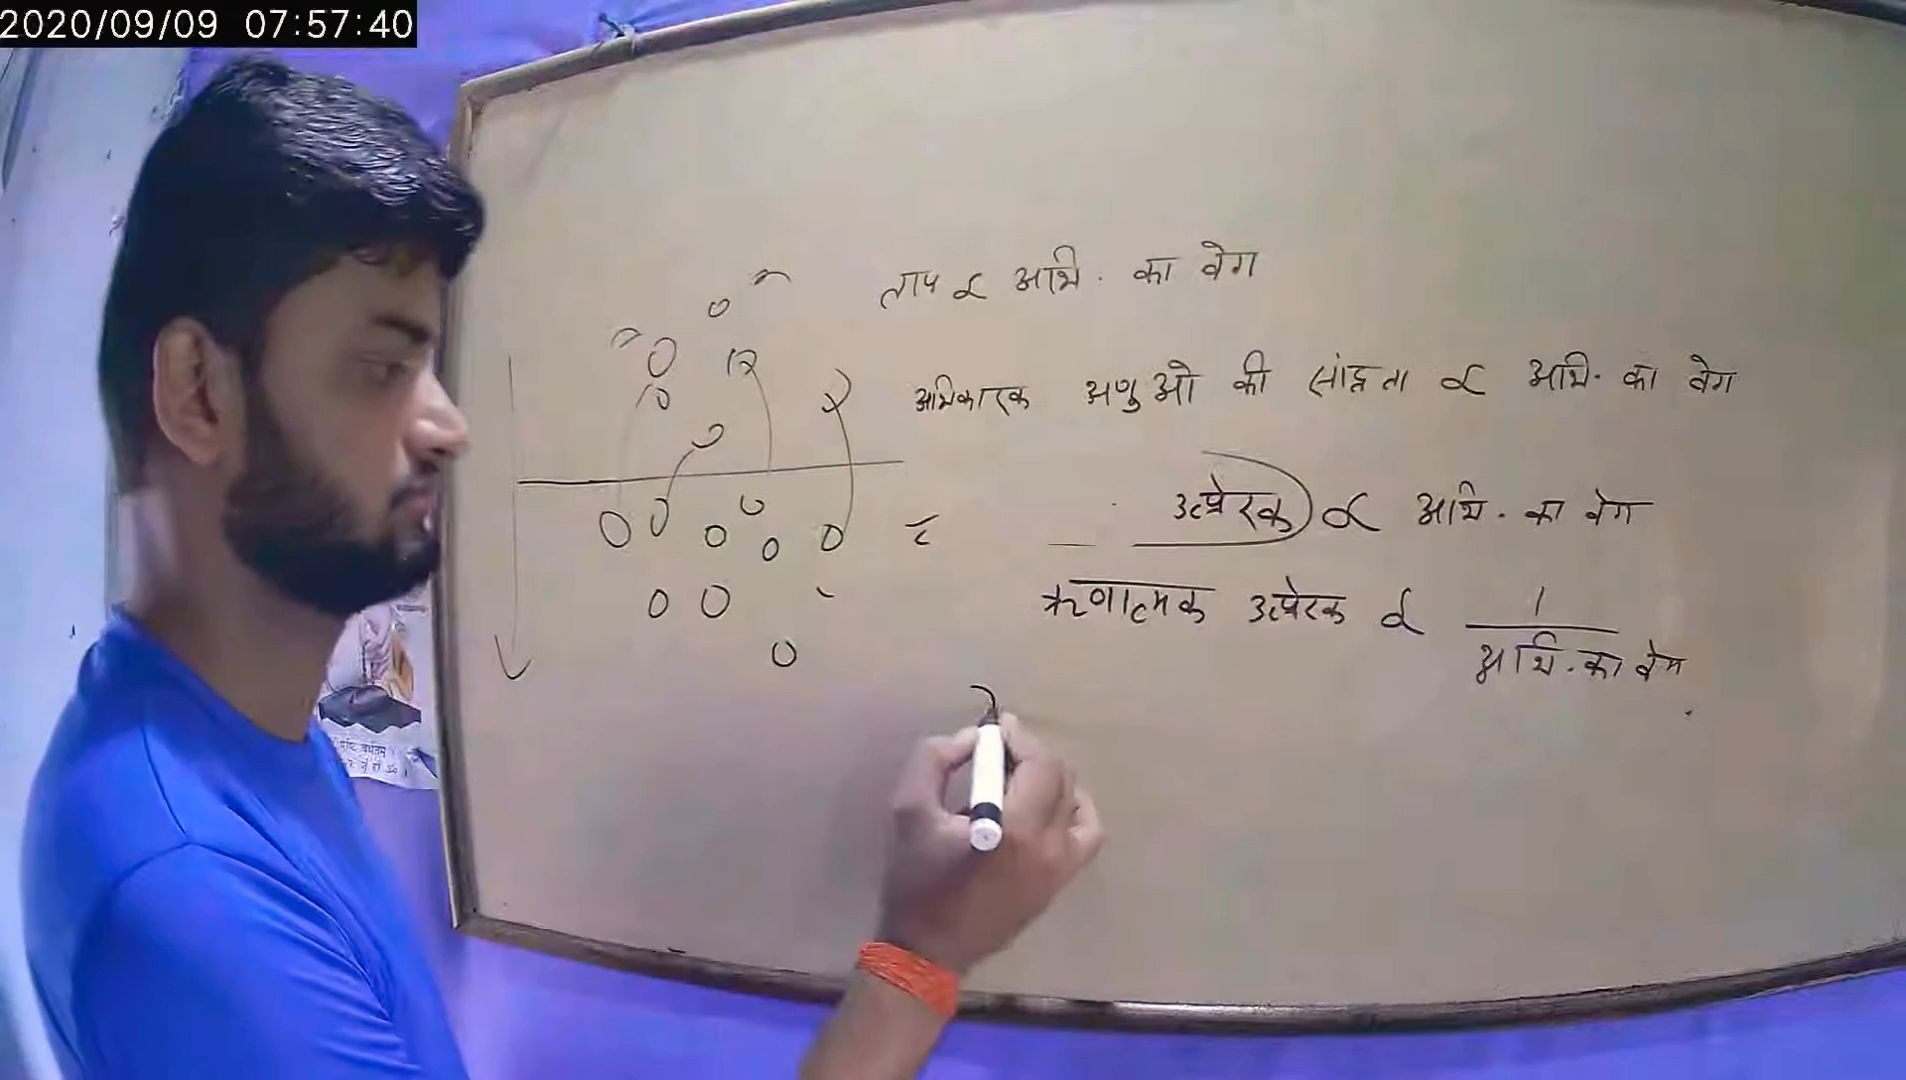 2020/09/09 07:57:40
ताप ∝ अभि. का वेग
अभिकारक अणुओ की सांद्रता ∝ अभि. का वेग
उत्प्रेरक ∝ अभि. का वेग
ऋणात्मक उत्प्रेरक ∝ 1
अभि. का वेग